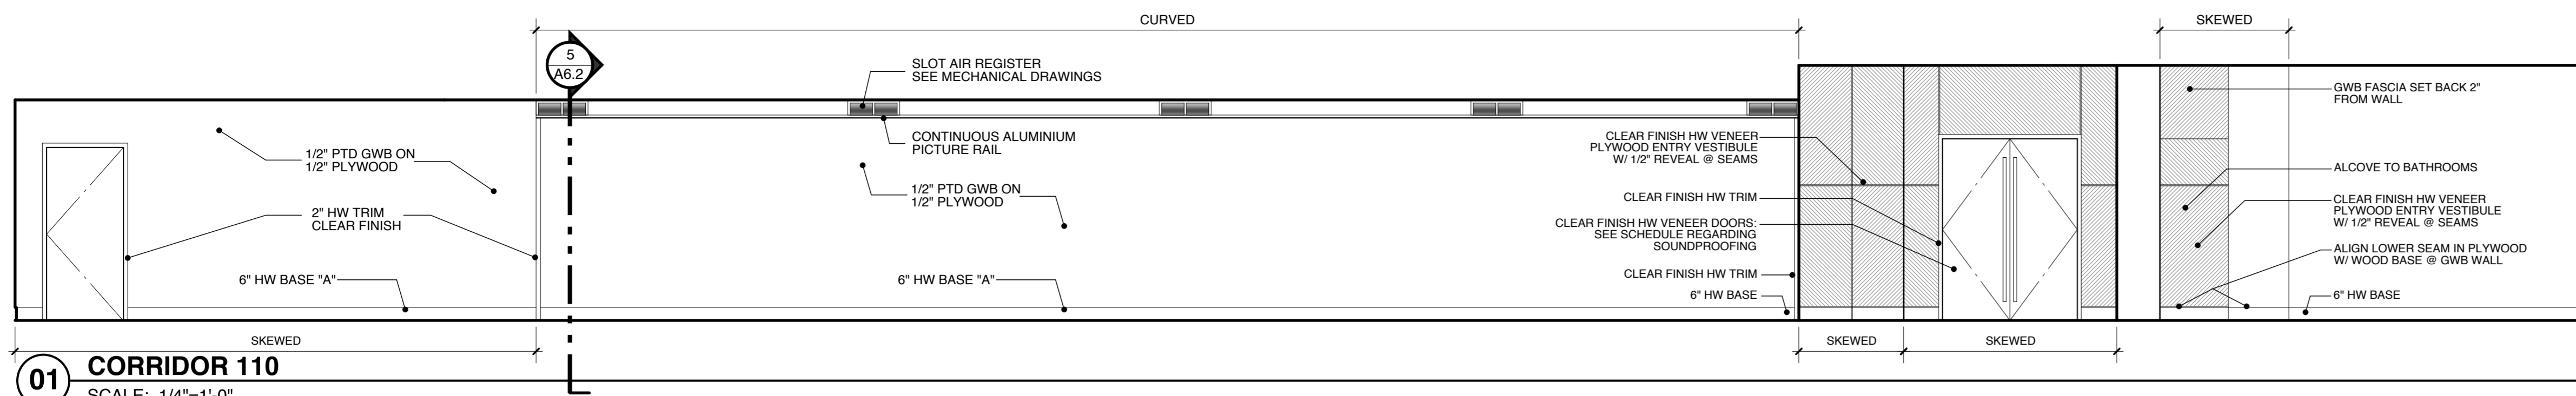 CURVED
SKEWED
5
A6.2
SLOT AIR REGISTER
SEE MECHANICAL DRAWINGS
GWB FASCIA SET BACK 2"
FROM WALL
CONTINUOUS ALUMINIUM
PICTURE RAIL
CLEAR FINISH HW VENEER
PLYWOOD ENTRY VESTIBULE
W/ 1/2" REVEAL @ SEAMS
1/2" PTD GWB ON
1/2" PLYWOOD
ALCOVE TO BATHROOMS
1/2" PTD GWB ON
1/2" PLYWOOD
CLEAR FINISH HW TRIM
CLEAR FINISH HW VENEER
PLYWOOD ENTRY VESTIBULE
W/ 1/2" REVEAL @ SEAMS
2" HW TRIM
CLEAR FINISH
CLEAR FINISH HW VENEER DOORS:
SEE SCHEDULE REGARDING
SOUNDPROOFING
ALIGN LOWER SEAM IN PLYWOOD
W/ WOOD BASE @ GWB WALL
6" HW BASE "A"
6" HW BASE "A"
CLEAR FINISH HW TRIM
6" HW BASE
6" HW BASE
SKEWED
SKEWED
SKEWED
01
CORRIDOR 110
SCALE: 1/4"=1'-0"